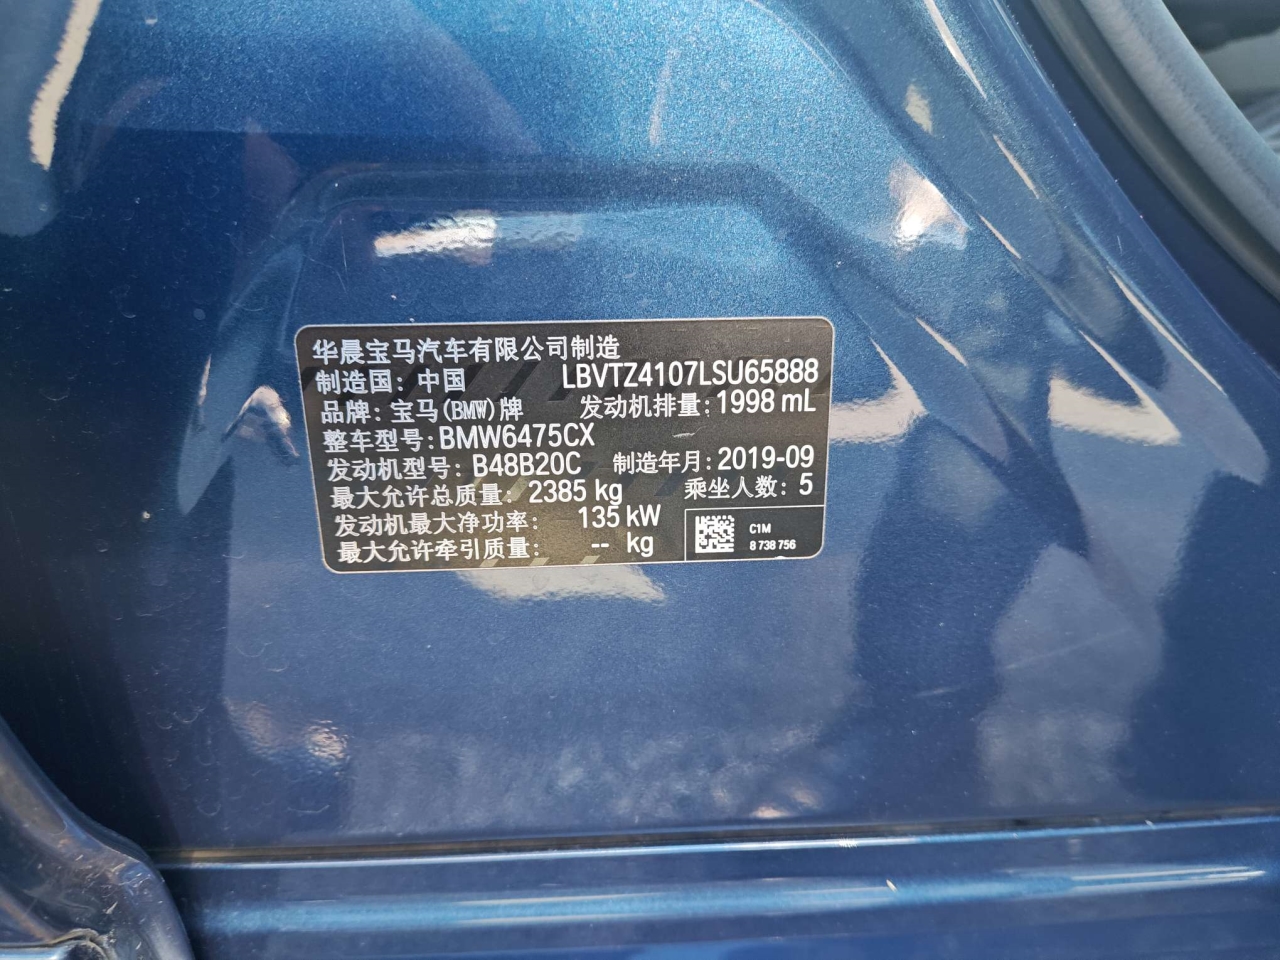 华晨宝马汽车有限公司制造
制造国: 中国 LBVTZ4107LSU65888
品牌: 宝马(BMW)牌 发动机排量: 1998 mL
整车型号: BMW6475CX
发动机型号: B48B20C 制造年月: 2019-09
最大允许总质量: 2385 kg 乘坐人数: 5
发动机最大净功率: 135 kW
最大允许牵引质量: -- kg
C1M
8 738 756